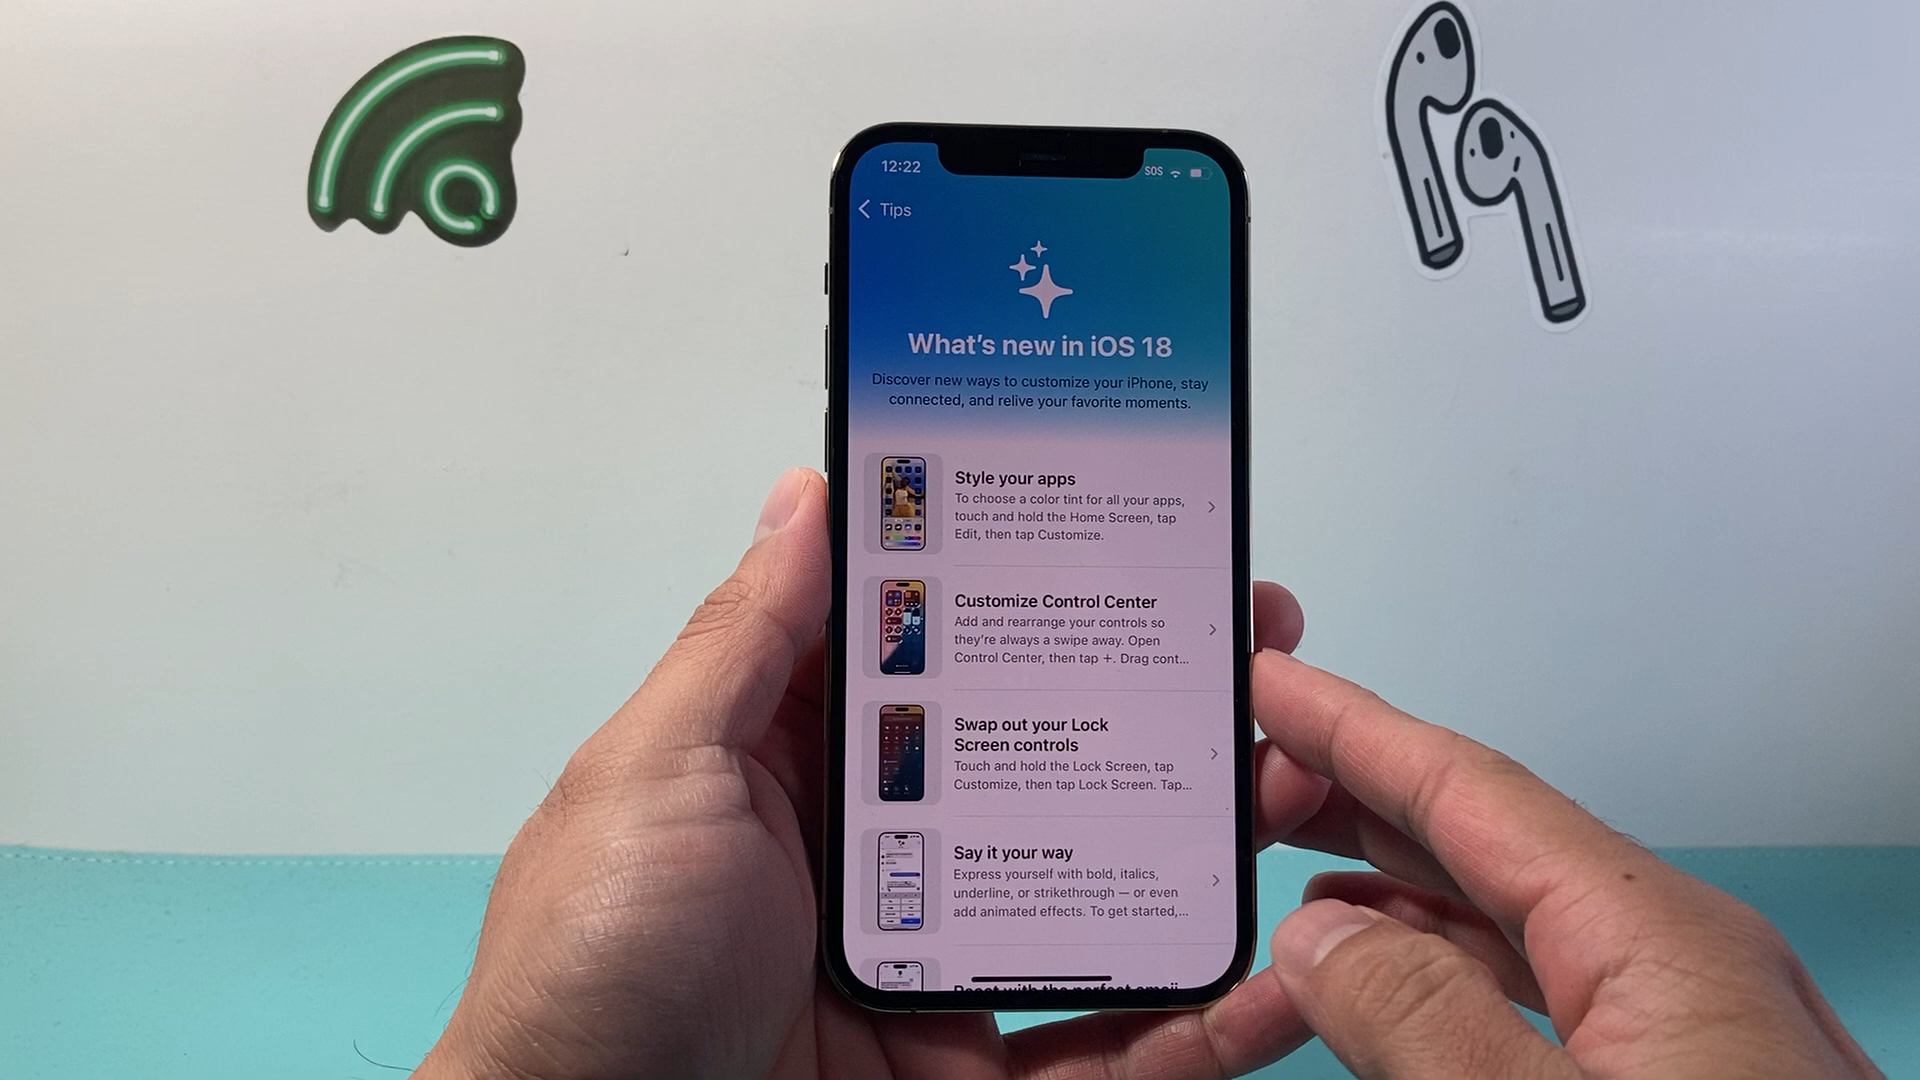 12:22
SOS
Tips
What's new in iOS 18
Discover new ways to customize your iPhone, stay
connected, and relive your favorite moments.
Style your apps
To choose a color tint for all your apps,
touch and hold the Home Screen, tap
Edit, then tap Customize.
Customize Control Center
Add and rearrange your controls so
they're always a swipe away. Open
Control Center, then tap +. Drag cont...
Swap out your Lock
Screen controls
Touch and hold the Lock Screen, tap
Customize, then tap Lock Screen. Tap...
Say it your way
Express yourself with bold, italics,
underline, or strikethrough — or even
add animated effects. To get started,...
React with the perfect emoji